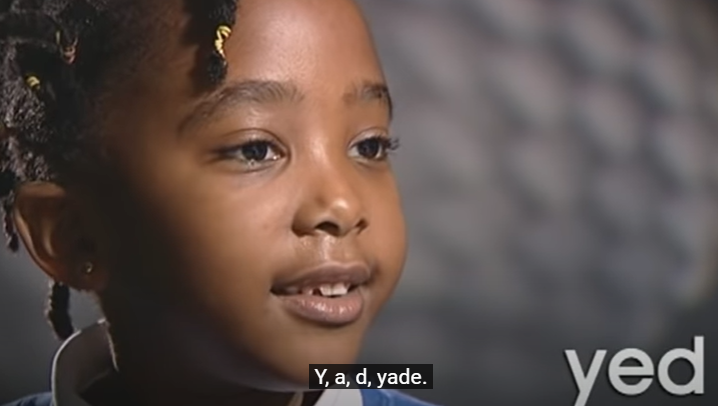 Y, a, d, yade.
yed